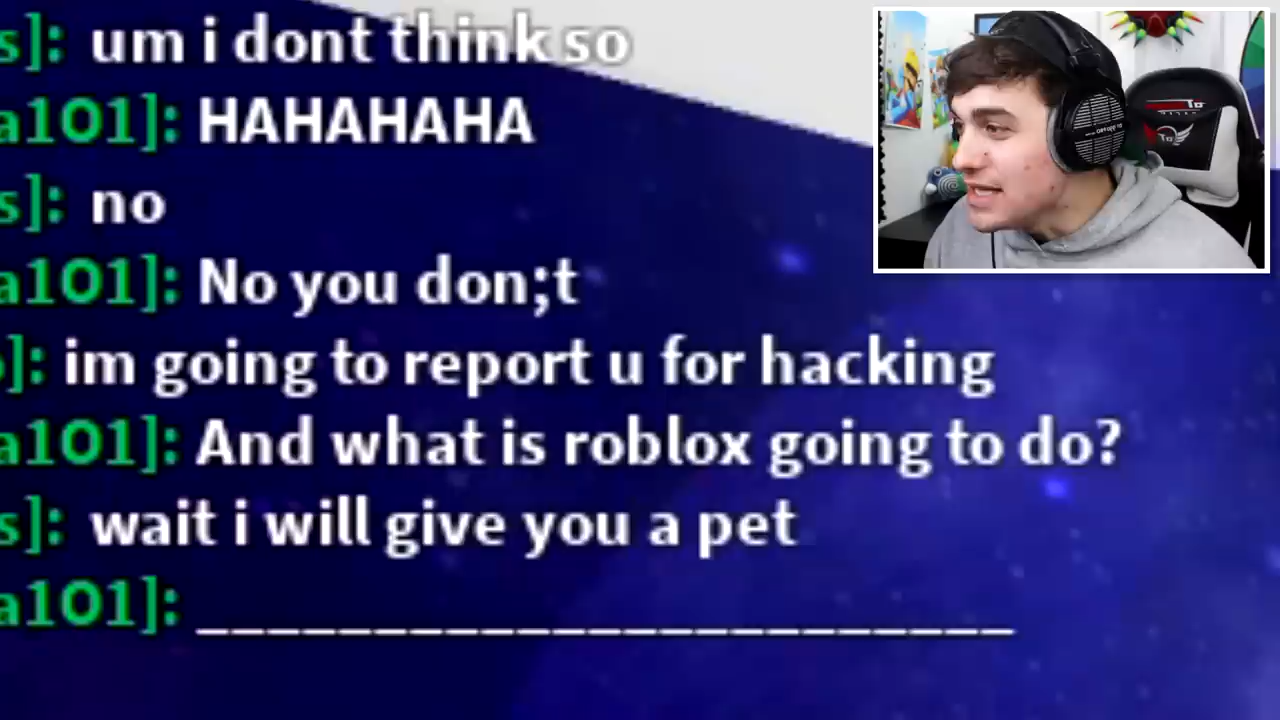 s]: um i dont think so
a101]: HAHAHAHA
s]: no
a101]: No you don;t
]: im going to report u for hacking
a101]: And what is roblox going to do?
s]: wait i will give you a pet
a101]: _______________________